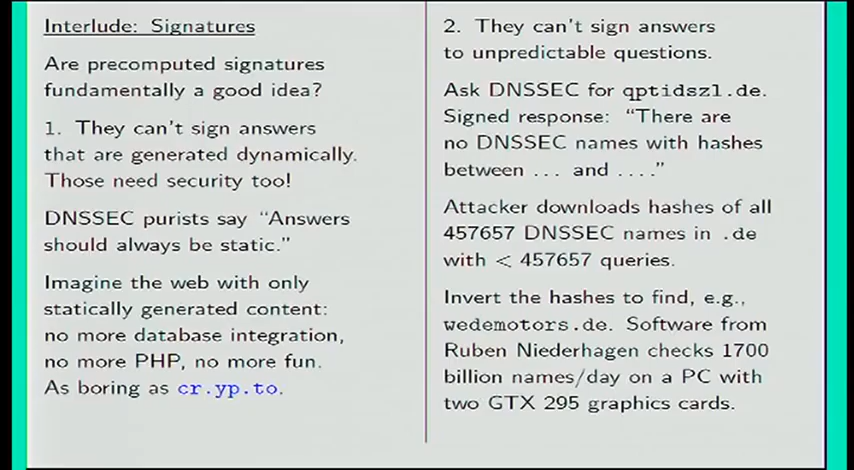 Interlude: Signatures
Are precomputed signatures
fundamentally a good idea?
1. They can't sign answers
that are generated dynamically.
Those need security too!
DNSSEC purists say "Answers
should always be static."
Imagine the web with only
statically generated content:
no more database integration,
no more PHP, no more fun.
As boring as cr.yp.to.
2. They can't sign answers
to unpredictable questions.
Ask DNSSEC for qptidszl.de.
Signed response: "There are
no DNSSEC names with hashes
between ... and ...."
Attacker downloads hashes of all
457657 DNSSEC names in .de
with < 457657 queries.
Invert the hashes to find, e.g.,
wedemotors.de. Software from
Ruben Niederhagen checks 1700
billion names/day on a PC with
two GTX 295 graphics cards.